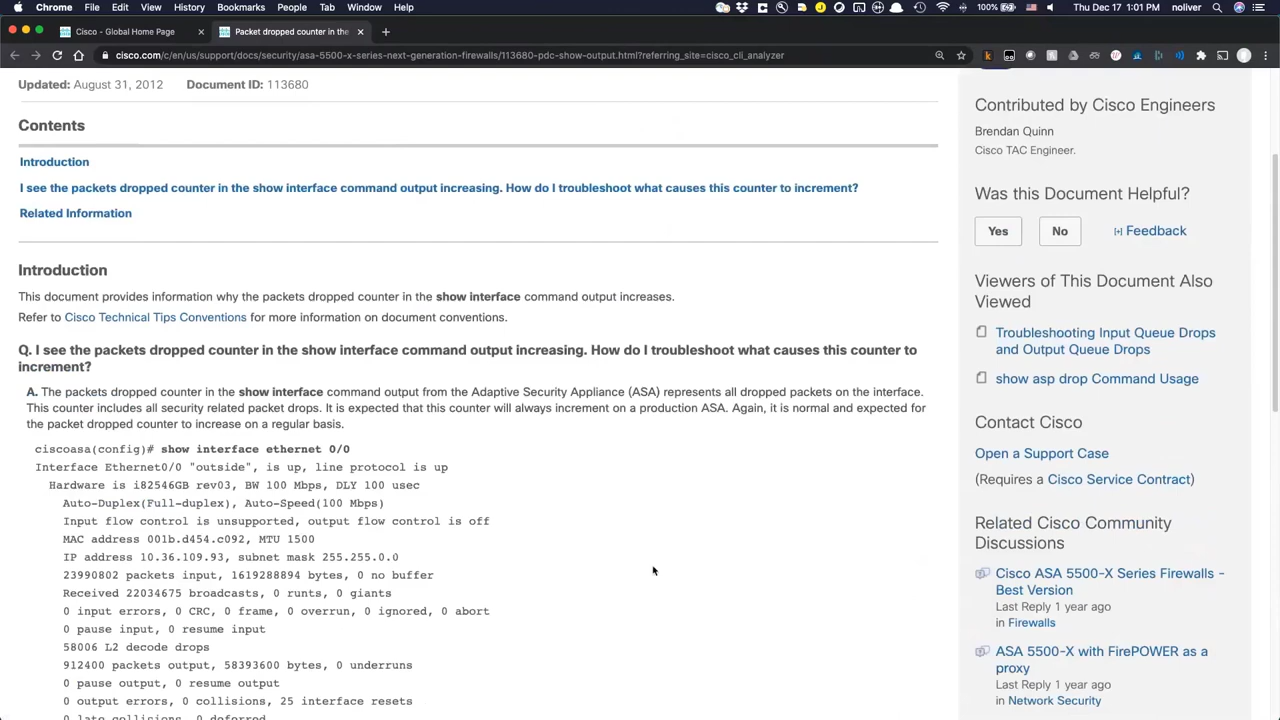 Chrome File Edit View History Bookmarks People Tab Window Help 100% Thu Dec 17 1:01 PM noliver
Cisco - Global Home Page × Packet dropped counter in the × +
cisco.com/c/en/us/support/docs/security/asa-5500-x-series-next-generation-firewalls/113680-pdc-show-output.html?referring_site=cisco_cli_analyzer
Updated: August 31, 2012 Document ID: 113680
Contents
Introduction
I see the packets dropped counter in the show interface command output increasing. How do I troubleshoot what causes this counter to increment?
Related Information
Introduction
This document provides information why the packets dropped counter in the show interface command output increases.
Refer to Cisco Technical Tips Conventions for more information on document conventions.
Q. I see the packets dropped counter in the show interface command output increasing. How do I troubleshoot what causes this counter to
increment?
A. The packets dropped counter in the show interface command output from the Adaptive Security Appliance (ASA) represents all dropped packets on the interface.
This counter includes all security related packet drops. It is expected that this counter will always increment on a production ASA. Again, it is normal and expected for
the packet dropped counter to increase on a regular basis.
ciscoasa(config)# show interface ethernet 0/0
Interface Ethernet0/0 "outside", is up, line protocol is up
Hardware is i82546GB rev03, BW 100 Mbps, DLY 100 usec
Auto-Duplex(Full-duplex), Auto-Speed(100 Mbps)
Input flow control is unsupported, output flow control is off
MAC address 001b.d454.c092, MTU 1500
IP address 10.36.109.93, subnet mask 255.255.0.0
23990802 packets input, 1619288894 bytes, 0 no buffer
Received 22034675 broadcasts, 0 runts, 0 giants
0 input errors, 0 CRC, 0 frame, 0 overrun, 0 ignored, 0 abort
0 pause input, 0 resume input
58006 L2 decode drops
912400 packets output, 58393600 bytes, 0 underruns
0 pause output, 0 resume output
0 output errors, 0 collisions, 25 interface resets
0 late collisions, 0 deferred
Contributed by Cisco Engineers
Brendan Quinn
Cisco TAC Engineer.
Was this Document Helpful?
Yes No [+] Feedback
Viewers of This Document Also
Viewed
Troubleshooting Input Queue Drops
and Output Queue Drops
show asp drop Command Usage
Contact Cisco
Open a Support Case
(Requires a Cisco Service Contract)
Related Cisco Community
Discussions
Cisco ASA 5500-X Series Firewalls -
Best Version
Last Reply 1 year ago
in Firewalls
ASA 5500-X with FirePOWER as a
proxy
Last Reply 1 year ago
in Network Security